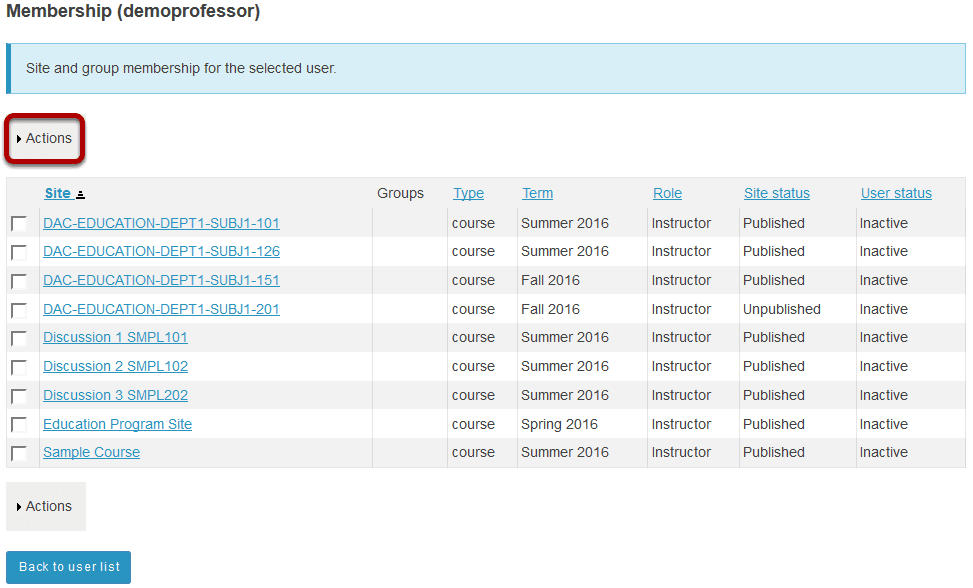 Membership (demoprofessor)
Site and group membership for the selected user.
Actions
Site Groups Type Term Role Site status User status
DAC-EDUCATION-DEPT1-SUBJ1-101 course Summer 2016 Instructor Published Inactive
DAC-EDUCATION-DEPT1-SUBJ1-126 course Summer 2016 Instructor Published Inactive
DAC-EDUCATION-DEPT1-SUBJ1-151 course Fall 2016 Instructor Published Inactive
DAC-EDUCATION-DEPT1-SUBJ1-201 course Fall 2016 Instructor Unpublished Inactive
Discussion 1 SMPL101 course Summer 2016 Instructor Published Inactive
Discussion 2 SMPL102 course Summer 2016 Instructor Published Inactive
Discussion 3 SMPL202 course Summer 2016 Instructor Published Inactive
Education Program Site course Spring 2016 Instructor Published Inactive
Sample Course course Summer 2016 Instructor Published Inactive
Actions
Back to user list